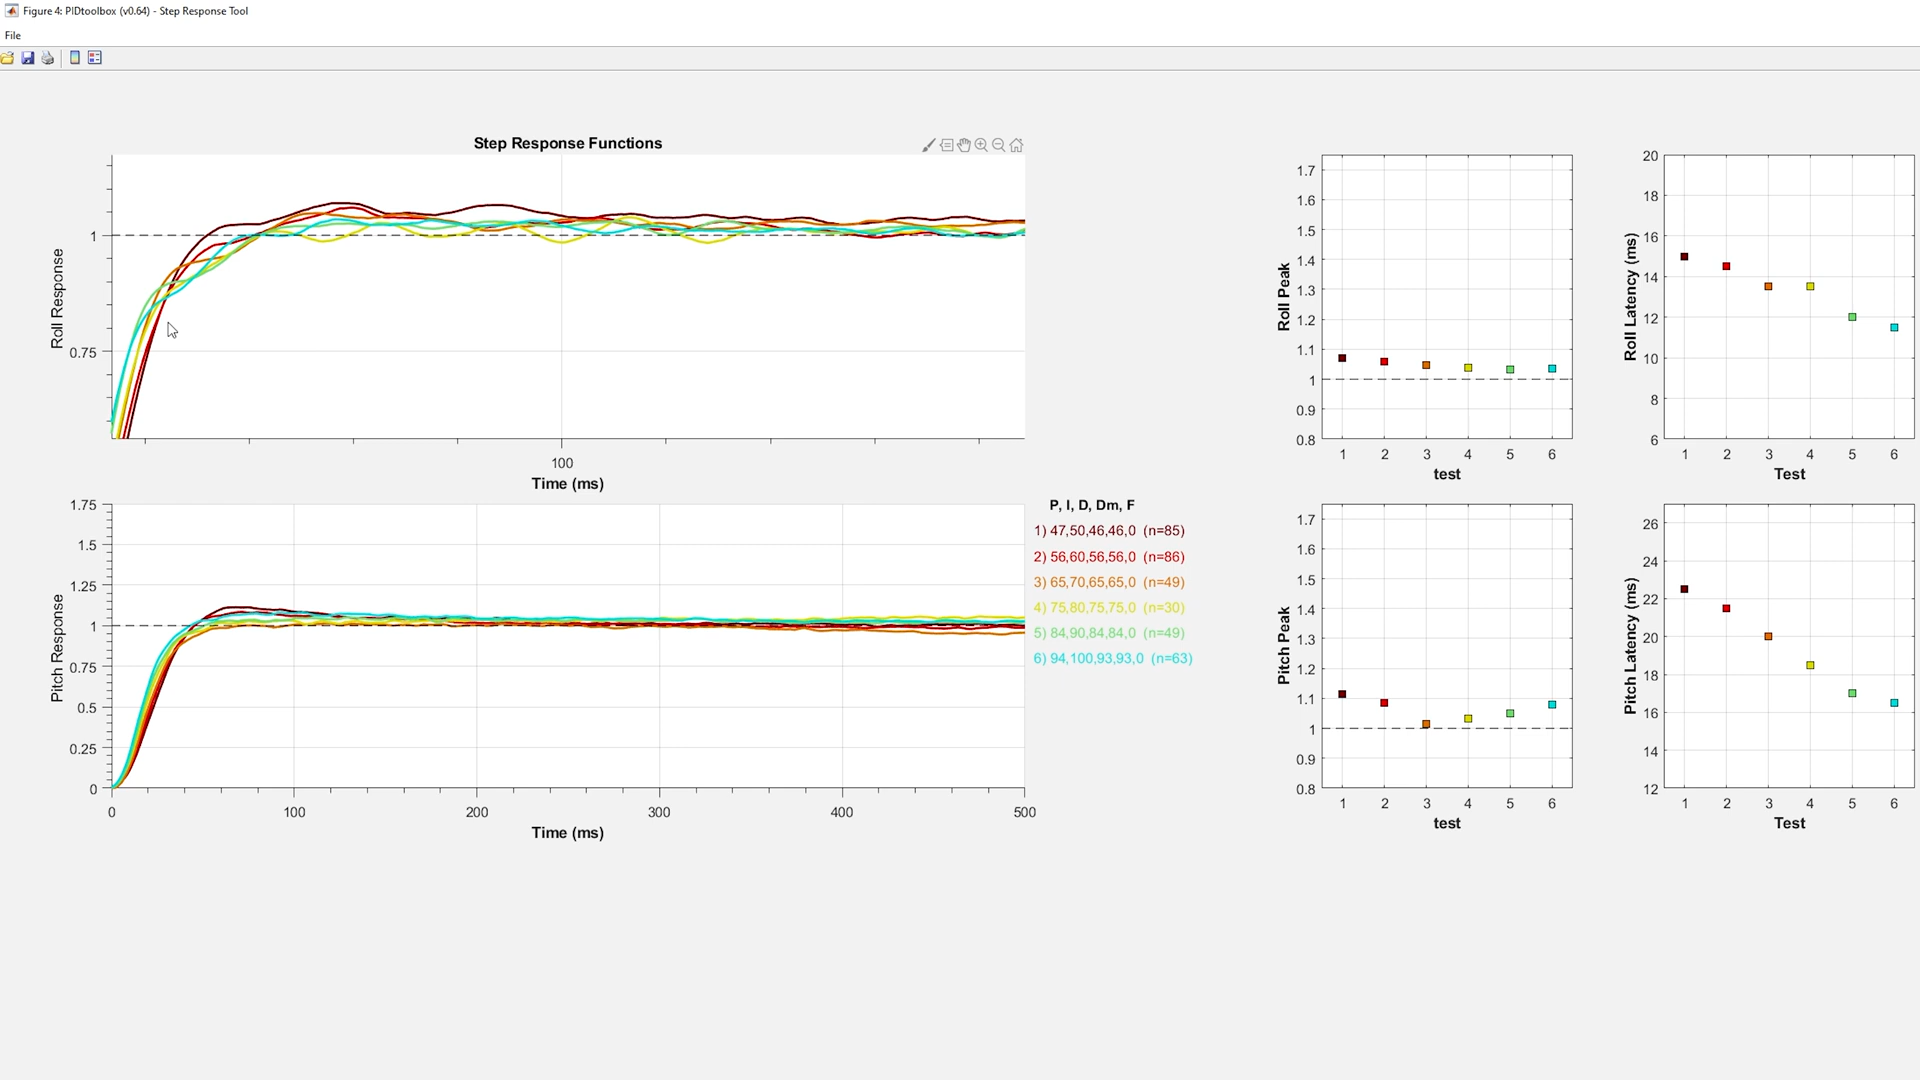 Figure 4: PIDtoolbox (v0.64) - Step Response Tool
File
Step Response Functions
Roll Response
1
0.75
100
Time (ms)
Pitch Response
1.75
1.5
1.25
1
0.75
0.5
0.25
0
0 100 200 300 400 500
Time (ms)
P, I, D, Dm, F
1) 47,50,46,46,0 (n=85)
2) 56,60,56,56,0 (n=86)
3) 65,70,65,65,0 (n=49)
4) 75,80,75,75,0 (n=30)
5) 84,90,84,84,0 (n=49)
6) 94,100,93,93,0 (n=63)
Roll Peak
1.7
1.6
1.5
1.4
1.3
1.2
1.1
1
0.9
0.8
1 2 3 4 5 6
test
Roll Latency (ms)
20
18
16
14
12
10
8
6
1 2 3 4 5 6
Test
Pitch Peak
1.7
1.6
1.5
1.4
1.3
1.2
1.1
1
0.9
0.8
1 2 3 4 5 6
test
Pitch Latency (ms)
26
24
22
20
18
16
14
12
1 2 3 4 5 6
Test